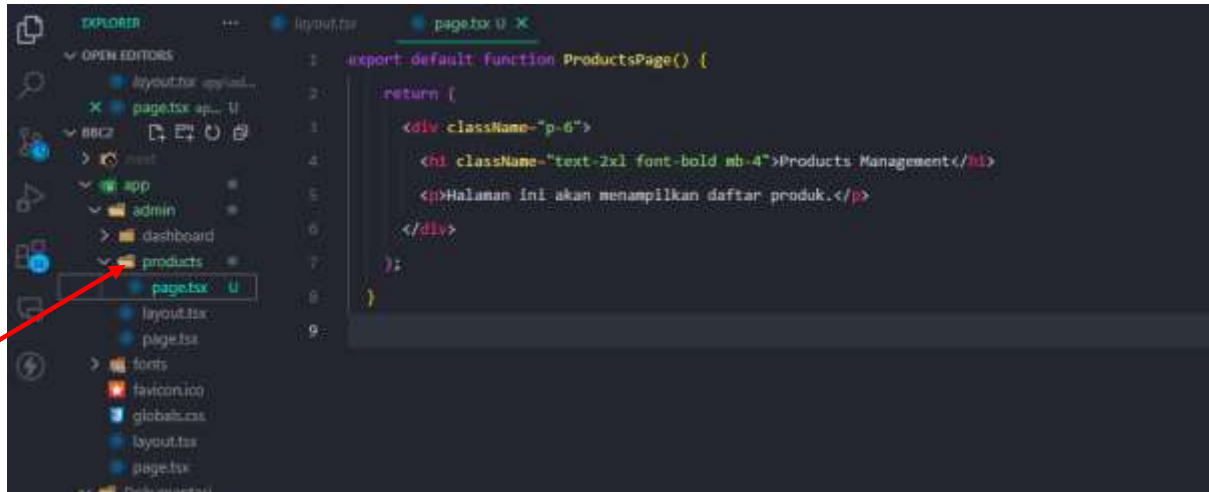 EXPLORER ... layout.tsx page.tsx U ×
OPEN EDITORS
layout.tsx
× page.tsx ap... U
BBC2
app
admin
dashboard
products
page.tsx U
layout.tsx
page.tsx
fonts
favicon.ico
globals.css
layout.tsx
page.tsx
1 export default function ProductsPage() {
2 return (
3 <div className="p-6">
4 <h1 className="text-2xl font-bold mb-4">Products Management</h1>
5 <p>Halaman ini akan menampilkan daftar produk.</p>
6 </div>
7 );
8 }
9